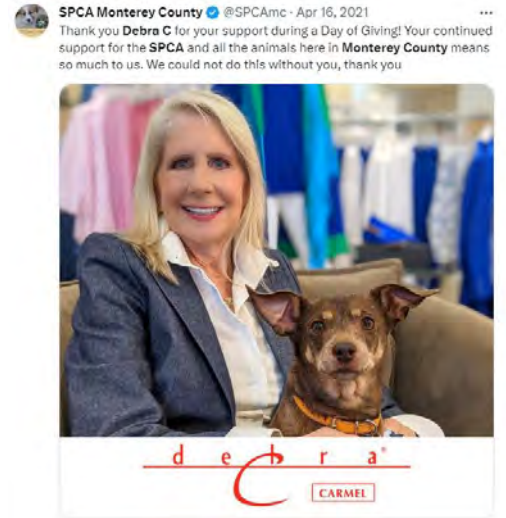 SPCA Monterey County @SPCAmc · Apr 16, 2021
Thank you Debra C for your support during a Day of Giving! Your continued
support for the SPCA and all the animals here in Monterey County means
so much to us. We could not do this without you, thank you
debra®
C
CARMEL